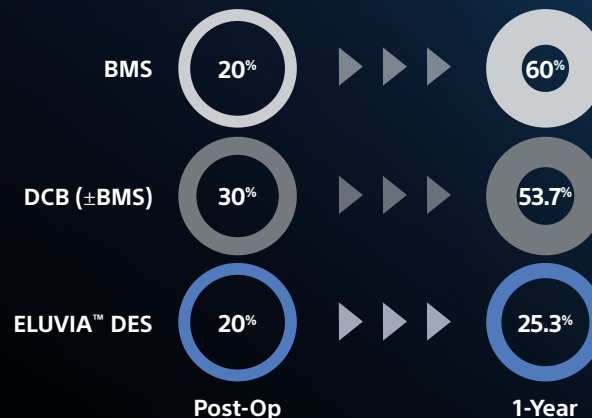 BMS 20% 60%
DCB (±BMS) 30% 53.7%
ELUVIA™ DES 20% 25.3%
Post-Op 1-Year